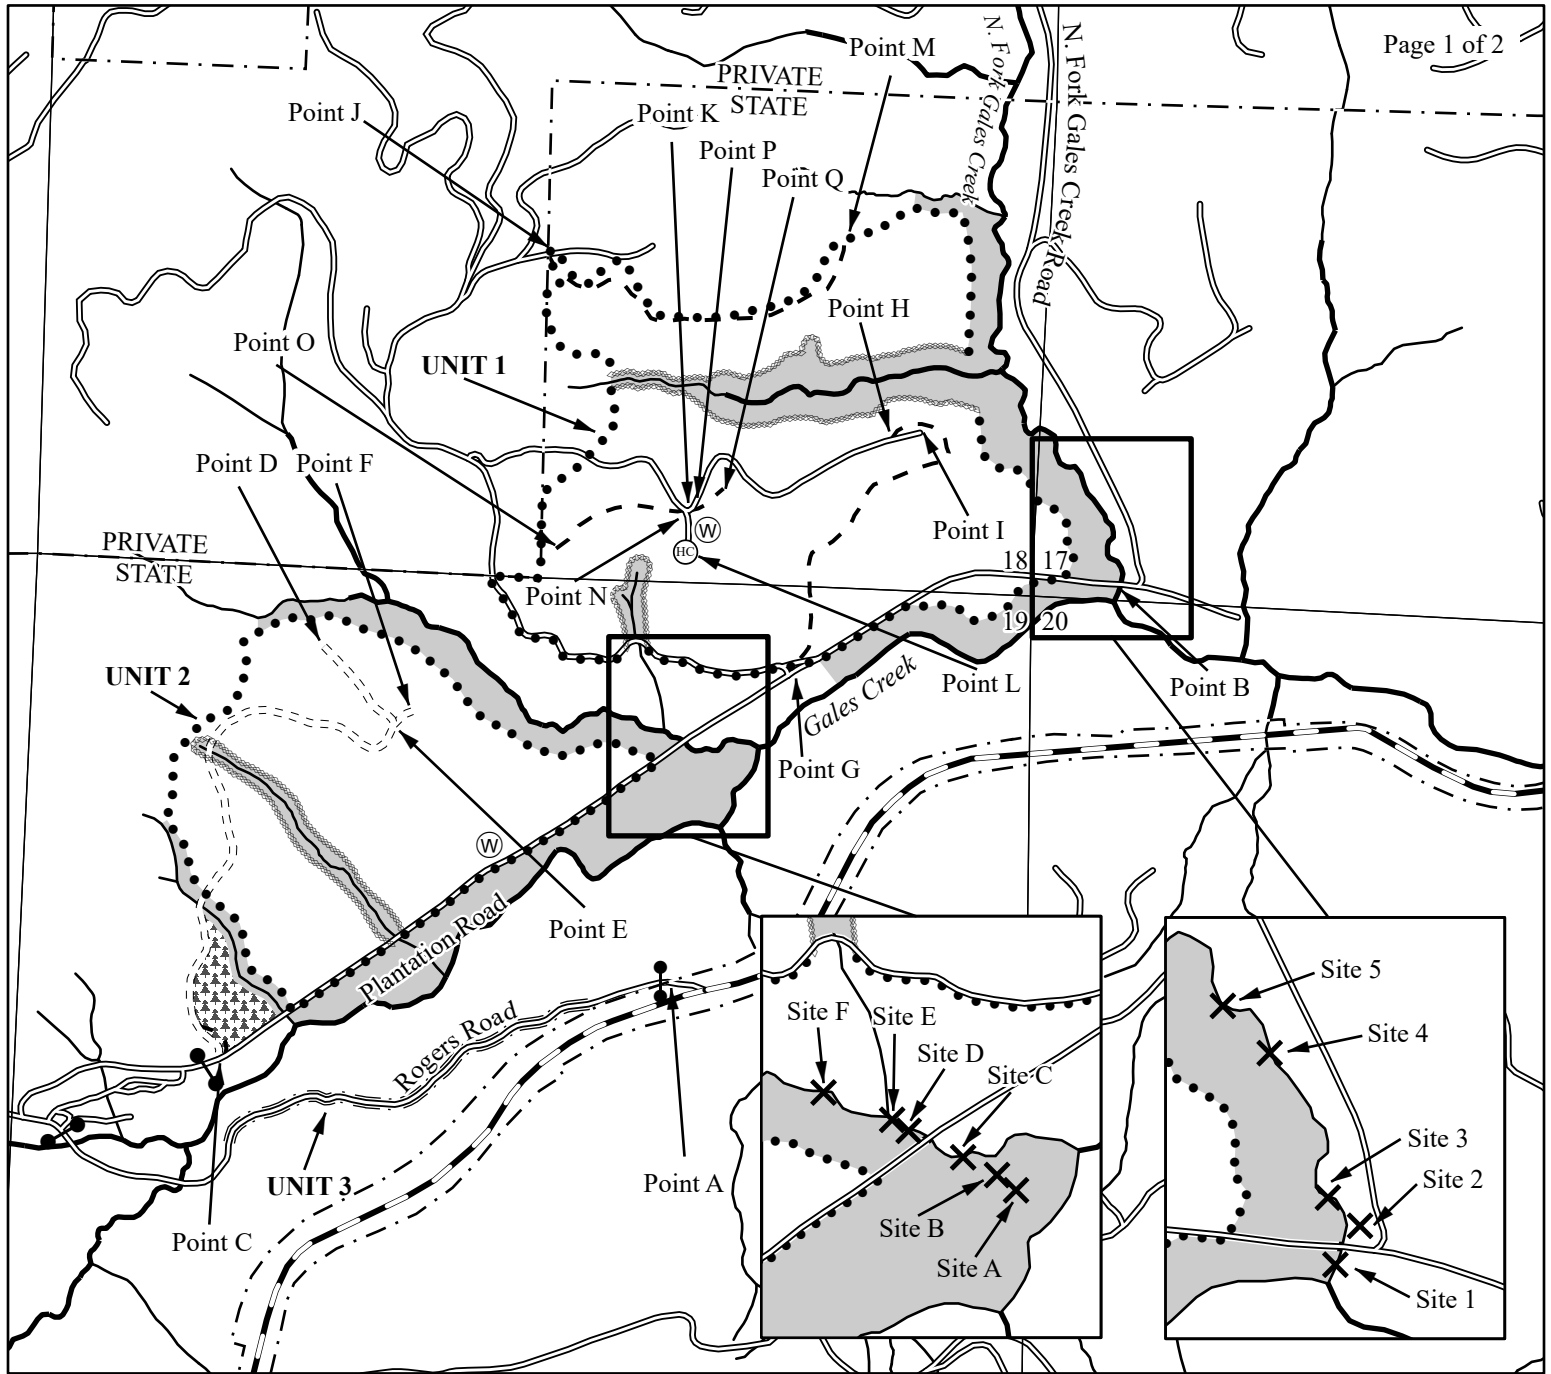 Page 1 of 2
N. Fork Gales Creek
N. Fork Gales Creek Road
Point M
PRIVATE
STATE
Point J
Point K
Point P
Point Q
Point H
Point O
UNIT 1
Point D
Point F
Point I
PRIVATE
STATE
W
HC
18
17
Point N
19
20
UNIT 2
Point L
Point B
Gales Creek
Point G
W
Point E
Plantation Road
Rogers Road
Site F
Site E
Site D
Site C
Site B
Site A
Site 5
Site 4
Site 3
Site 2
Site 1
Point A
UNIT 3
Point C